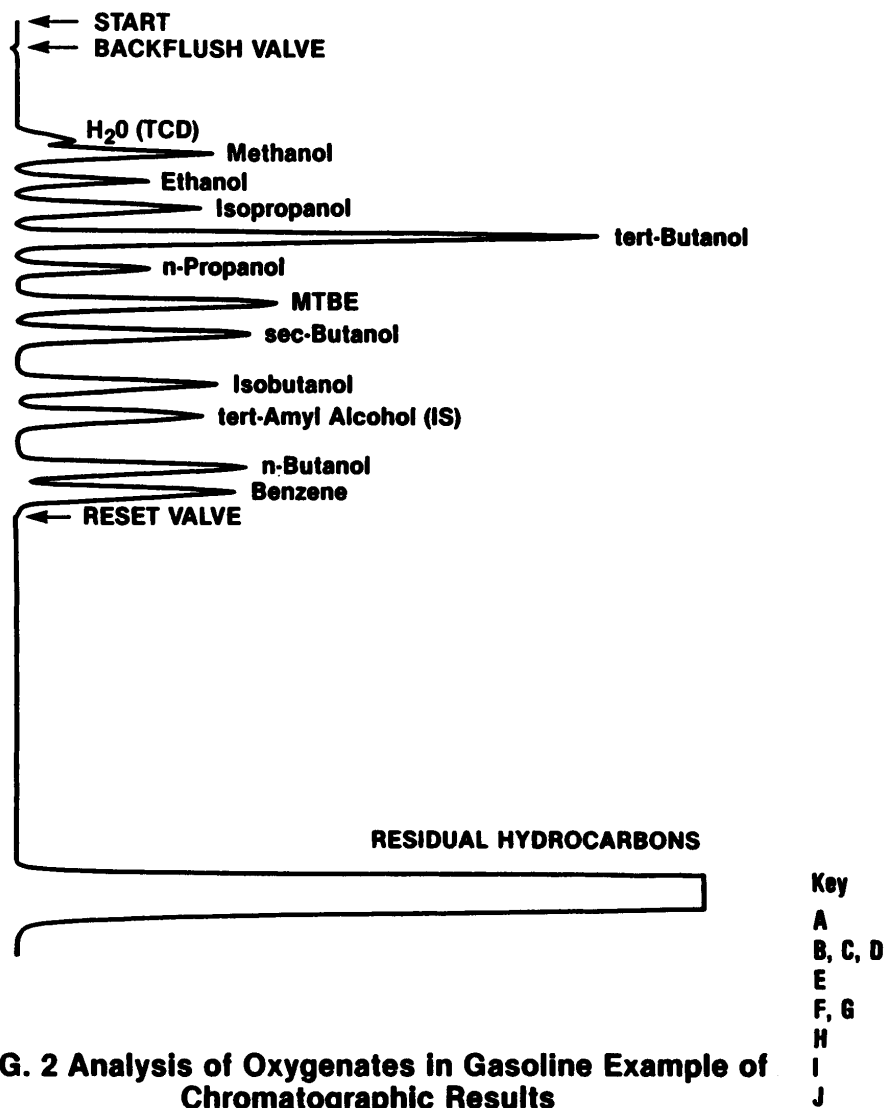 START
BACKFLUSH VALVE
H₂0 (TCD)
Methanol
Ethanol
Isopropanol
tert-Butanol
n-Propanol
MTBE
sec-Butanol
Isobutanol
tert-Amyl Alcohol (IS)
n-Butanol
Benzene
RESET VALVE
RESIDUAL HYDROCARBONS
Key
A
B, C, D
E
F, G
H
I
J
G. 2 Analysis of Oxygenates in Gasoline Example of
Chromatographic Results